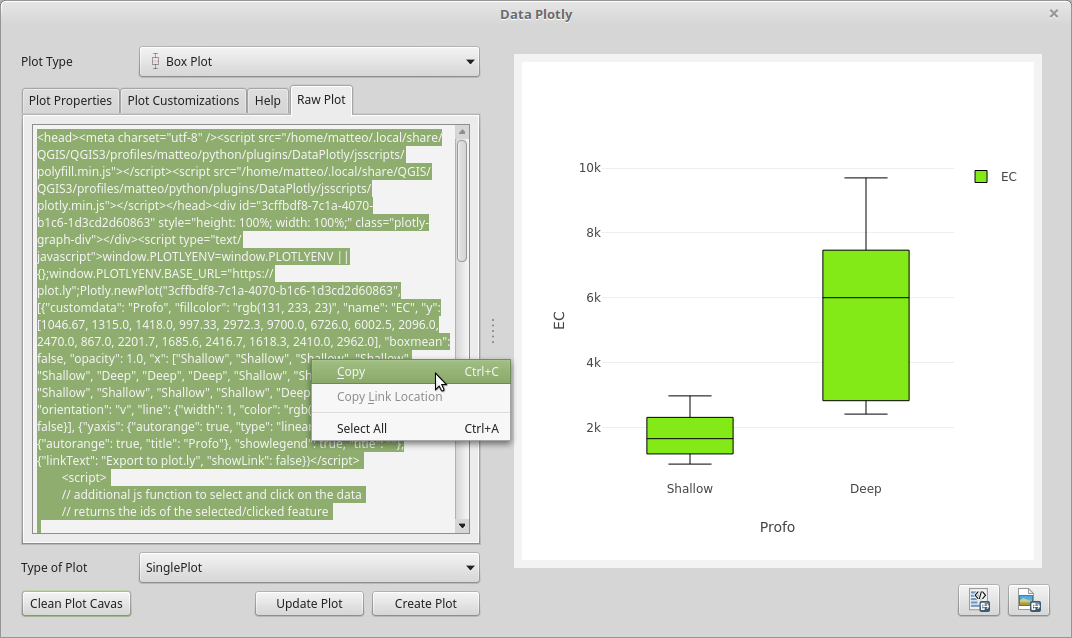 Data Plotly
Plot Type
Box Plot
Plot Properties
Plot Customizations
Help
Raw Plot
<head><meta charset="utf-8" /><script src="/home/matteo/.local/share/
QGIS/QGIS3/profiles/matteo/python/plugins/DataPlotly/jsscripts/
polyfill.min.js"></script><script src="/home/matteo/.local/share/QGIS/
QGIS3/profiles/matteo/python/plugins/DataPlotly/jsscripts/
plotly.min.js"></script></head><div id="3cffbdf8-7c1a-4070-
b1c6-1d3cd2d60863" style="height: 100%; width: 100%;" class="plotly-
graph-div"></div><script type="text/
javascript">window.PLOTLYENV=window.PLOTLYENV ||
{};window.PLOTLYENV.BASE_URL="https://
plot.ly";Plotly.newPlot("3cffbdf8-7c1a-4070-b1c6-1d3cd2d60863",
[{"customdata": "Profo", "fillcolor": "rgb(131, 233, 23)", "name": "EC", "y":
[1046.67, 1315.0, 1418.0, 997.33, 2972.3, 9700.0, 6726.0, 6002.5, 2096.0,
2470.0, 867.0, 2201.7, 1685.6, 2416.7, 1618.3, 2410.0, 2962.0], "boxmean":
false, "opacity": 1.0, "x": ["Shallow", "Shallow", "Shallow", "Shallow",
"Shallow", "Deep", "Deep", "Deep", "Shallow",
"Shallow", "Shallow", "Shallow", "Shallow", "Deep
"orientation": "v", "line": {"width": 1, "color": "rgb(
false}], {"yaxis": {"autorange": true, "type": "linear
{"autorange": true, "title": "Profo"}, "showlegend": true, "title":
{"linkText": "Export to plot.ly", "showLink": false})</script>
<script>
// additional js function to select and click on the data
// returns the ids of the selected/clicked feature
Copy Ctrl+C
Copy Link Location
Select All Ctrl+A
Type of Plot
SinglePlot
Clean Plot Cavas
Update Plot
Create Plot
10k
8k
6k
4k
2k
EC
Shallow
Deep
Profo
EC